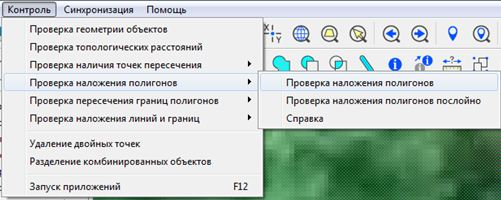 Контроль Синхронизация Помощь
Проверка геометрии объектов
Проверка топологических расстояний
Проверка наличия точек пересечения
Проверка наложения полигонов
Проверка пересечения границ полигонов
Проверка наложения линий и границ
Удаление двойных точек
Разделение комбинированных объектов
Запуск приложений F12
Проверка наложения полигонов
Проверка наложения полигонов послойно
Справка